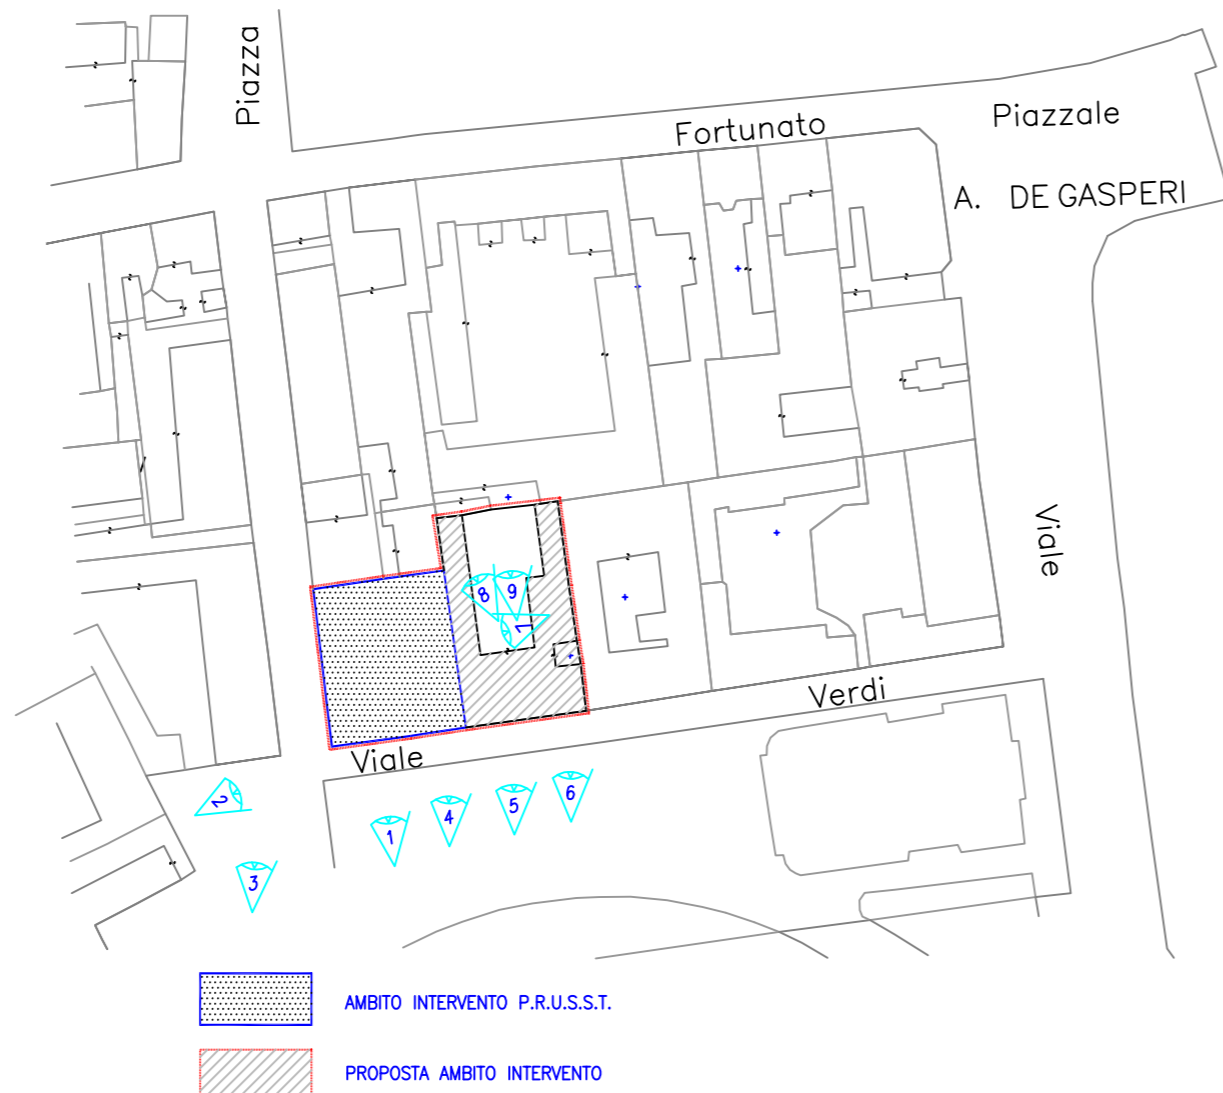 Piazza
Fortunato
Piazzale
A. DE GASPERI
Viale
Verdi
Viale
8
9
7
2
1
4
5
6
3
AMBITO INTERVENTO P.R.U.S.S.T.
PROPOSTA AMBITO INTERVENTO